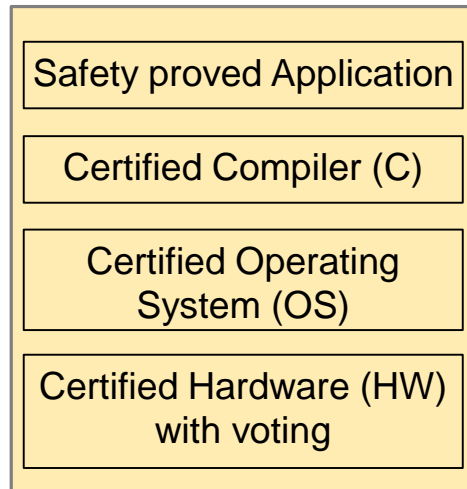 Safety proved Application
Certified Compiler (C)
Certified Operating
System (OS)
Certified Hardware (HW)
with voting